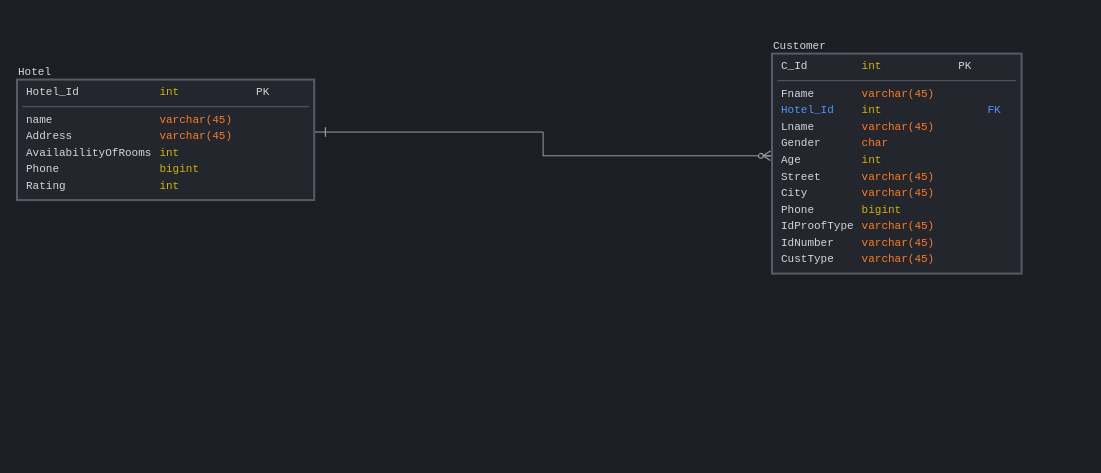 Hotel
Hotel_Id int PK
name varchar(45)
Address varchar(45)
AvailabilityOfRooms int
Phone bigint
Rating int
Customer
C_Id int PK
Fname varchar(45)
Hotel_Id int FK
Lname varchar(45)
Gender char
Age int
Street varchar(45)
City varchar(45)
Phone bigint
IdProofType varchar(45)
IdNumber varchar(45)
CustType varchar(45)